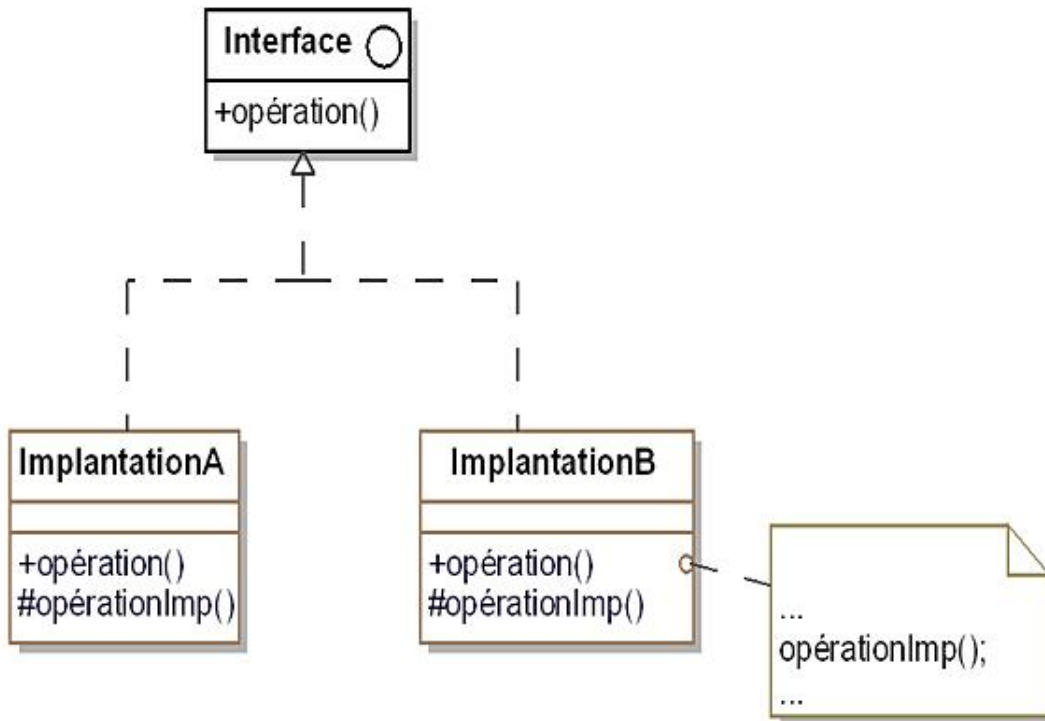 Interface
+opération()
ImplantationA
+opération()
#opérationImp()
ImplantationB
+opération()
#opérationImp()
...
opérationImp();
...